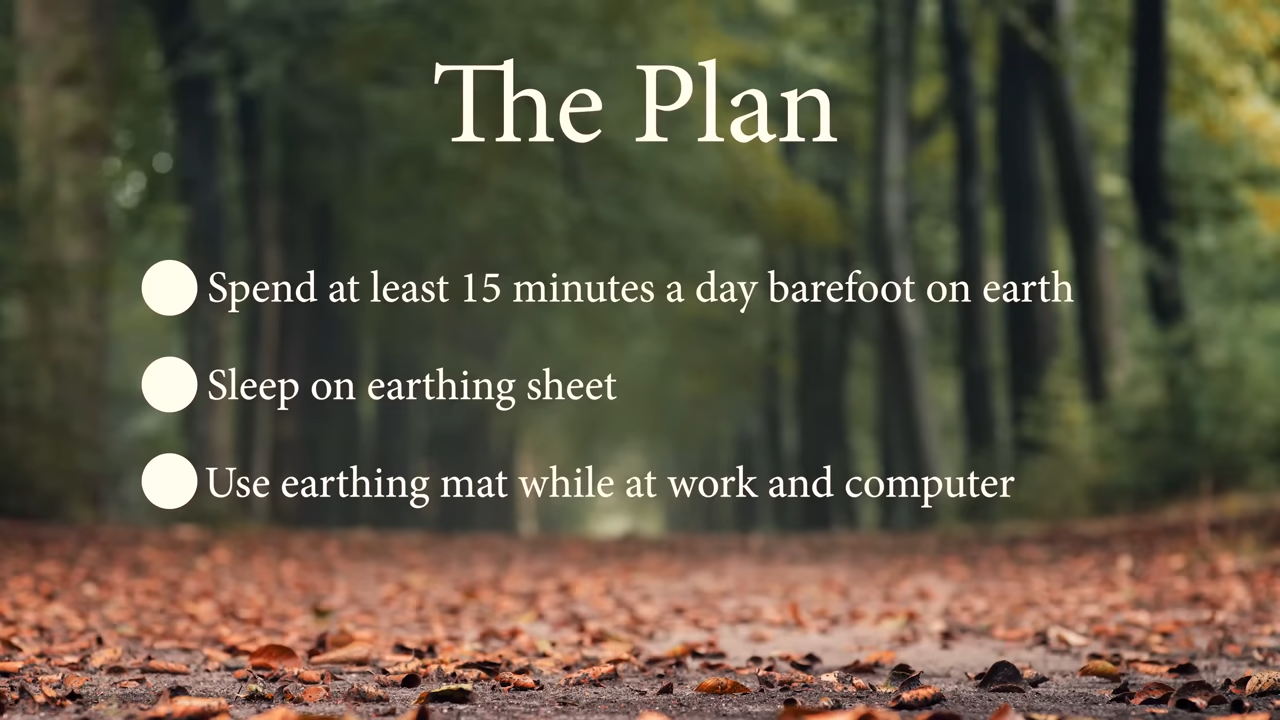 The Plan
Spend at least 15 minutes a day barefoot on earth
Sleep on earthing sheet
Use earthing mat while at work and computer